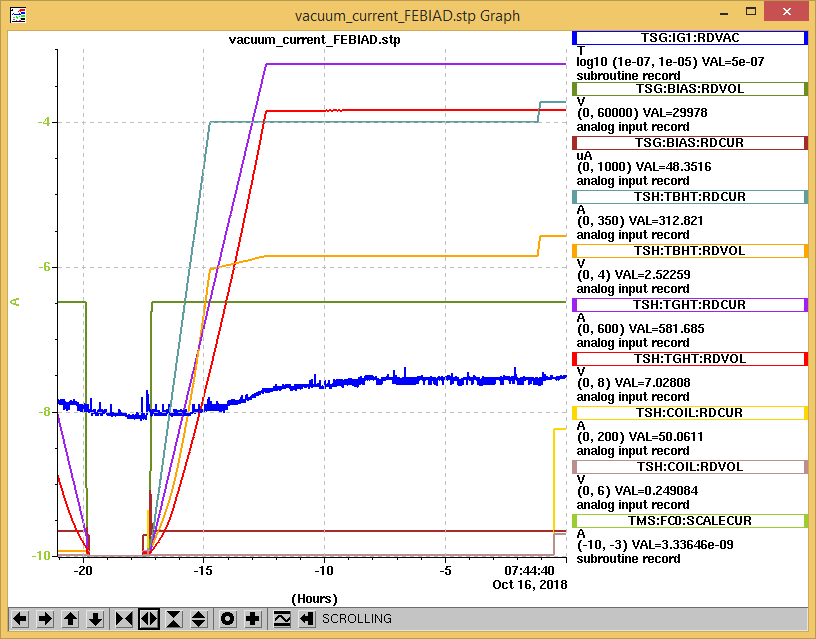 vacuum_current_FEBIAD.stp Graph
vacuum_current_FEBIAD.stp
-4
-6
-8
-10
A
-20
-15
-10
-5
07:44:40
Oct 16, 2018
(Hours)
TSG:IG1:RDVAC
T
log10 (1e-07, 1e-05) VAL=5e-07
subroutine record
TSG:BIAS:RDVOL
V
(0, 60000) VAL=29978
analog input record
TSG:BIAS:RDCUR
uA
(0, 1000) VAL=48.3516
analog input record
TSH:TBHT:RDCUR
A
(0, 350) VAL=312.821
analog input record
TSH:TBHT:RDVOL
V
(0, 4) VAL=2.52259
analog input record
TSH:TGHT:RDCUR
A
(0, 600) VAL=581.685
analog input record
TSH:TGHT:RDVOL
V
(0, 8) VAL=7.02808
analog input record
TSH:COIL:RDCUR
A
(0, 200) VAL=50.0611
analog input record
TSH:COIL:RDVOL
V
(0, 6) VAL=0.249084
analog input record
TMS:FC0:SCALECUR
A
(-10, -3) VAL=3.33646e-09
subroutine record
SCROLLING